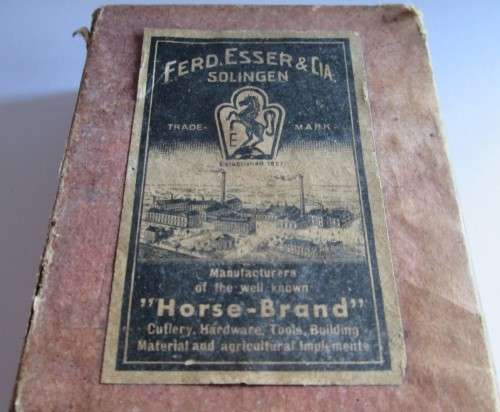 FERD. ESSER & CIA.
SOLINGEN
TRADE- MARK
E
Established 1827
Manufacturers
of the well known
"Horse-Brand"
Cutlery, Hardware, Tools, Building
Material and agricultural Implements